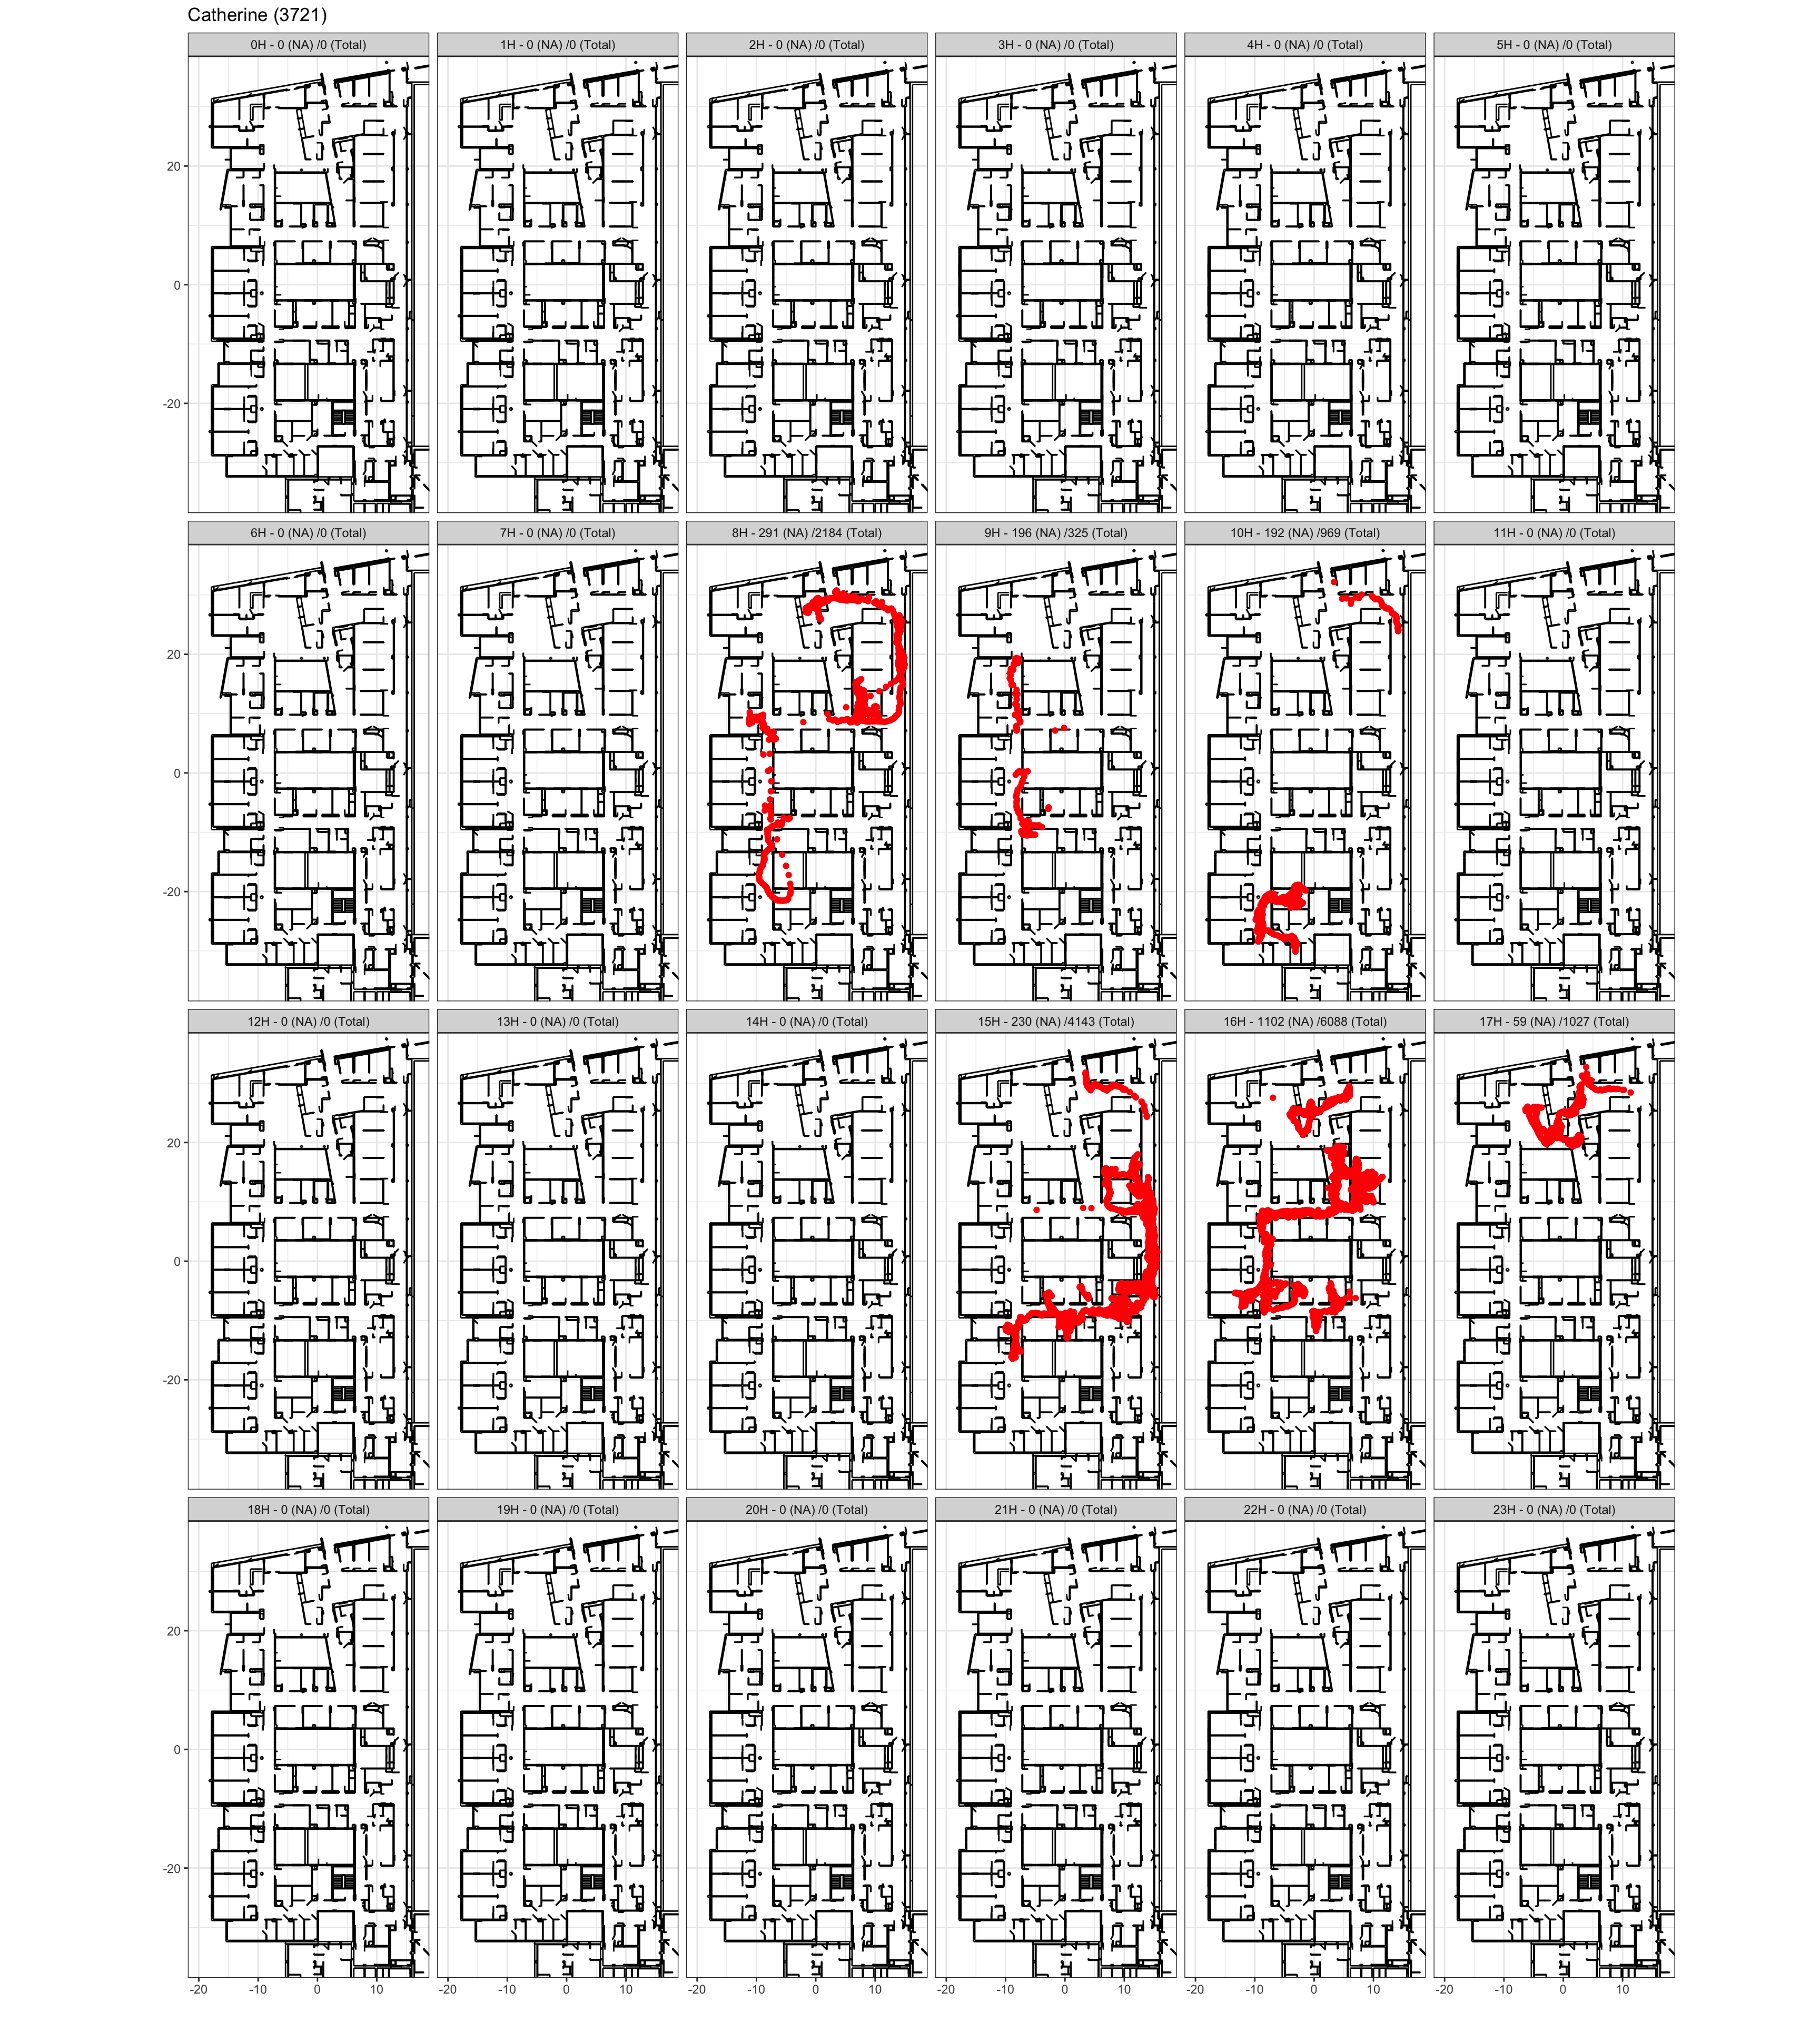 Catherine (3721)
0H - 0 (NA) /0 (Total)
1H - 0 (NA) /0 (Total)
2H - 0 (NA) /0 (Total)
3H - 0 (NA) /0 (Total)
4H - 0 (NA) /0 (Total)
5H - 0 (NA) /0 (Total)
20
0
-20
6H - 0 (NA) /0 (Total)
7H - 0 (NA) /0 (Total)
8H - 291 (NA) /2184 (Total)
9H - 196 (NA) /325 (Total)
10H - 192 (NA) /969 (Total)
11H - 0 (NA) /0 (Total)
20
0
-20
12H - 0 (NA) /0 (Total)
13H - 0 (NA) /0 (Total)
14H - 0 (NA) /0 (Total)
15H - 230 (NA) /4143 (Total)
16H - 1102 (NA) /6088 (Total)
17H - 59 (NA) /1027 (Total)
20
0
-20
18H - 0 (NA) /0 (Total)
19H - 0 (NA) /0 (Total)
20H - 0 (NA) /0 (Total)
21H - 0 (NA) /0 (Total)
22H - 0 (NA) /0 (Total)
23H - 0 (NA) /0 (Total)
20
0
-20
-20 -10 0 10
-20 -10 0 10
-20 -10 0 10
-20 -10 0 10
-20 -10 0 10
-20 -10 0 10